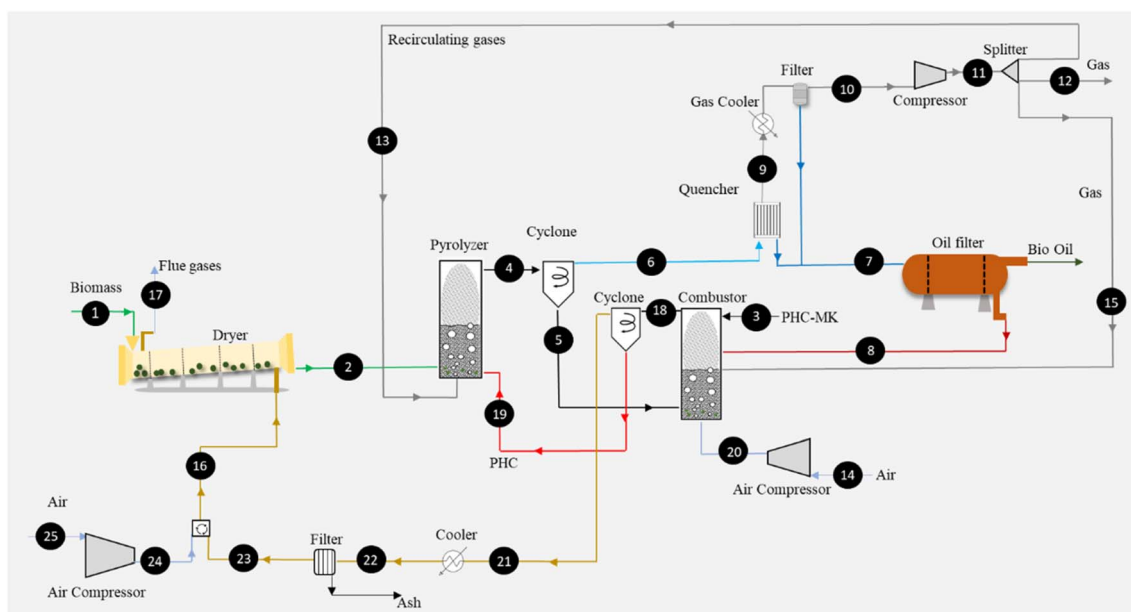 Recirculating gases
Splitter
Filter
11
Gas
10
12
Compressor
Gas Cooler
13
9
Gas
Quencher
Cyclone
Pyrolyzer
Oil filter
4
6
7
Bio Oil
Flue gases
Biomass
17
Cyclone
18
Combustor
15
1
3
PHC-MK
Dryer
5
8
2
19
PHC
20
14
Air
16
Air Compressor
Air
25
Filter
Cooler
24
23
22
21
Air Compressor
Ash